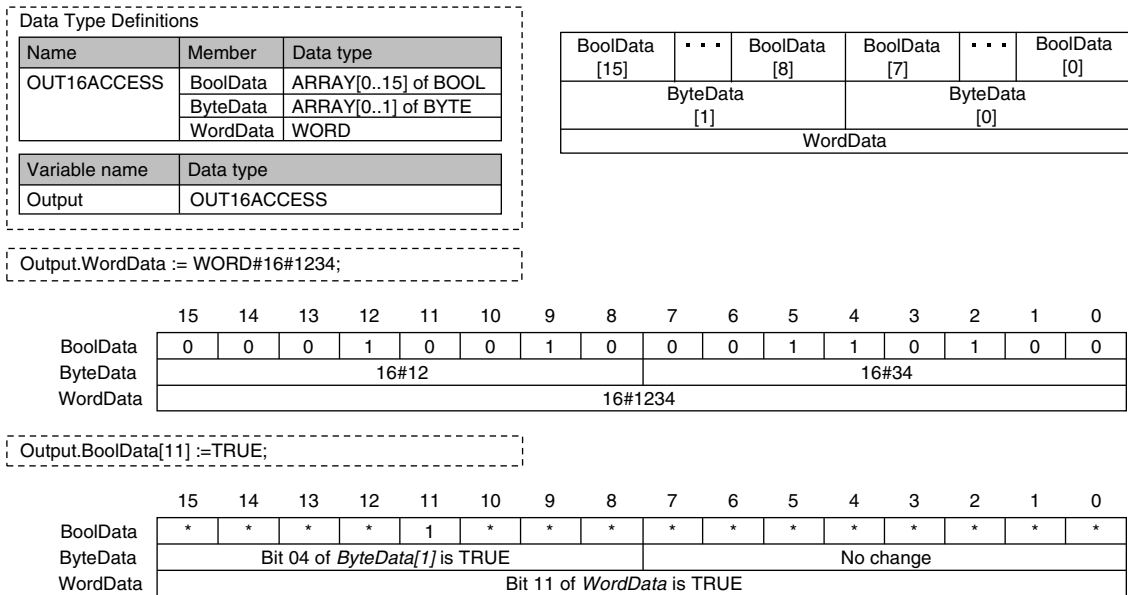 Data Type Definitions
Name Member Data type
OUT16ACCESS BoolData ARRAY[0..15] of BOOL
ByteData ARRAY[0..1] of BYTE
WordData WORD
Variable name Data type
Output OUT16ACCESS
BoolData ・・・ BoolData BoolData ・・・ BoolData
[15] [8] [7] [0]
ByteData ByteData
[1] [0]
WordData
Output.WordData := WORD#16#1234;
15 14 13 12 11 10 9 8 7 6 5 4 3 2 1 0
BoolData 0 0 0 1 0 0 1 0 0 0 1 1 0 1 0 0
ByteData 16#12 16#34
WordData 16#1234
Output.BoolData[11] :=TRUE;
15 14 13 12 11 10 9 8 7 6 5 4 3 2 1 0
BoolData * * * * 1 * * * * * * * * * * *
ByteData Bit 04 of ByteData[1] is TRUE No change
WordData Bit 11 of WordData is TRUE